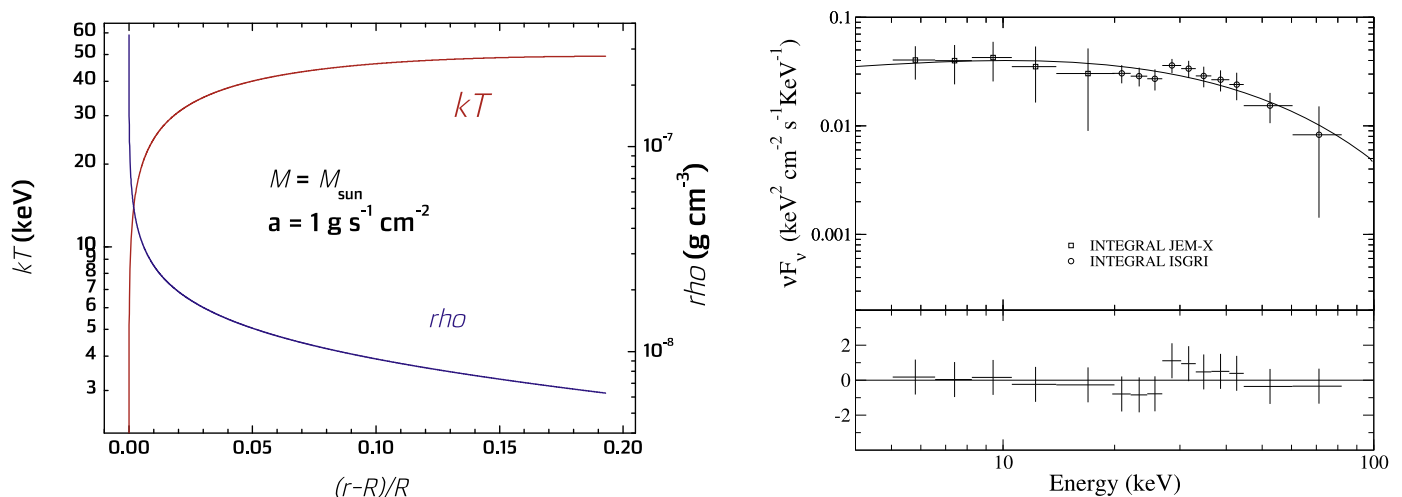 60
50
40
30
20
10
9
8
7
6
5
4
3
kT (keV)
kT
M = M_sun
a = 1 g s⁻¹ cm⁻²
rho
10⁻⁷
10⁻⁸
rho (g cm⁻³)
0.00 0.05 0.10 0.15 0.20
(r-R)/R
0.1
0.01
0.001
νF_ν (keV² cm⁻² s⁻¹ KeV⁻¹)
INTEGRAL JEM-X
INTEGRAL ISGRI
2
0
-2
10 100
Energy (keV)